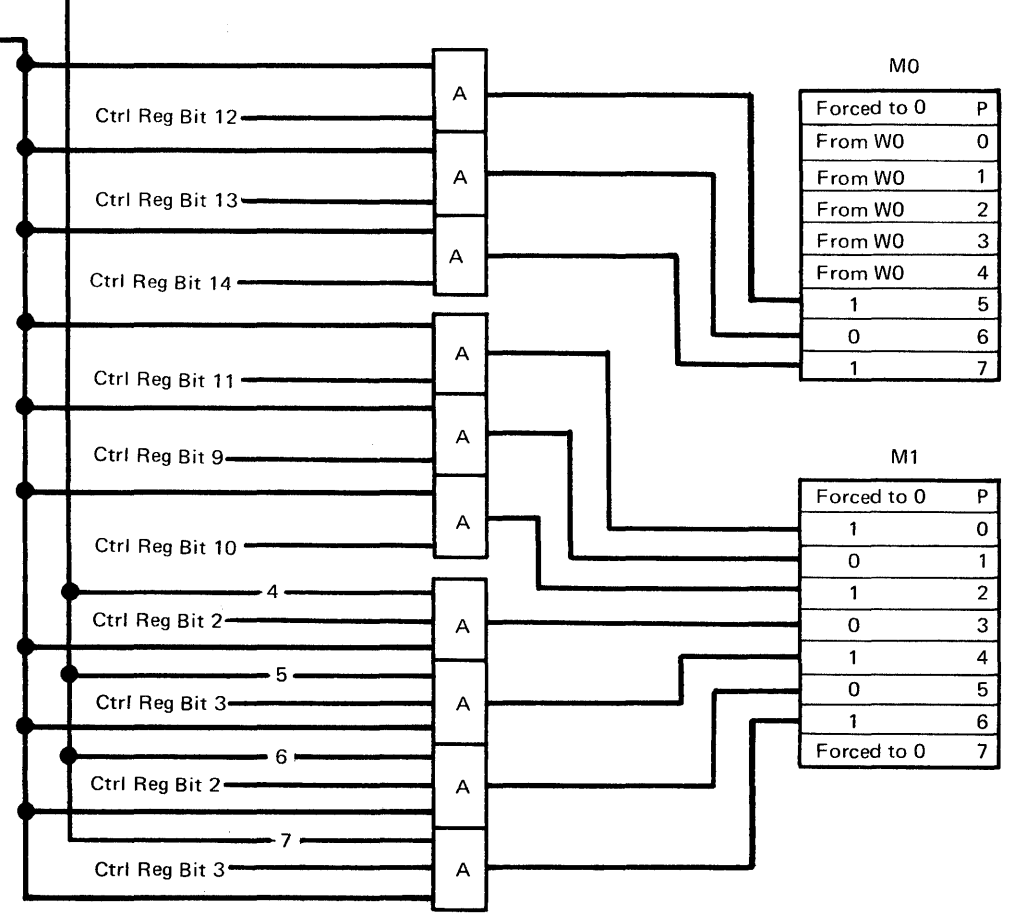 A
Ctrl Reg Bit 12
A
Ctrl Reg Bit 13
A
Ctrl Reg Bit 14
A
Ctrl Reg Bit 11
A
Ctrl Reg Bit 9
A
Ctrl Reg Bit 10
4
Ctrl Reg Bit 2
A
5
Ctrl Reg Bit 3
A
6
Ctrl Reg Bit 2
A
7
Ctrl Reg Bit 3
A
M0
Forced to 0 P
From W0 0
From W0 1
From W0 2
From W0 3
From W0 4
1 5
0 6
1 7
M1
Forced to 0 P
1 0
0 1
1 2
0 3
1 4
0 5
1 6
Forced to 0 7